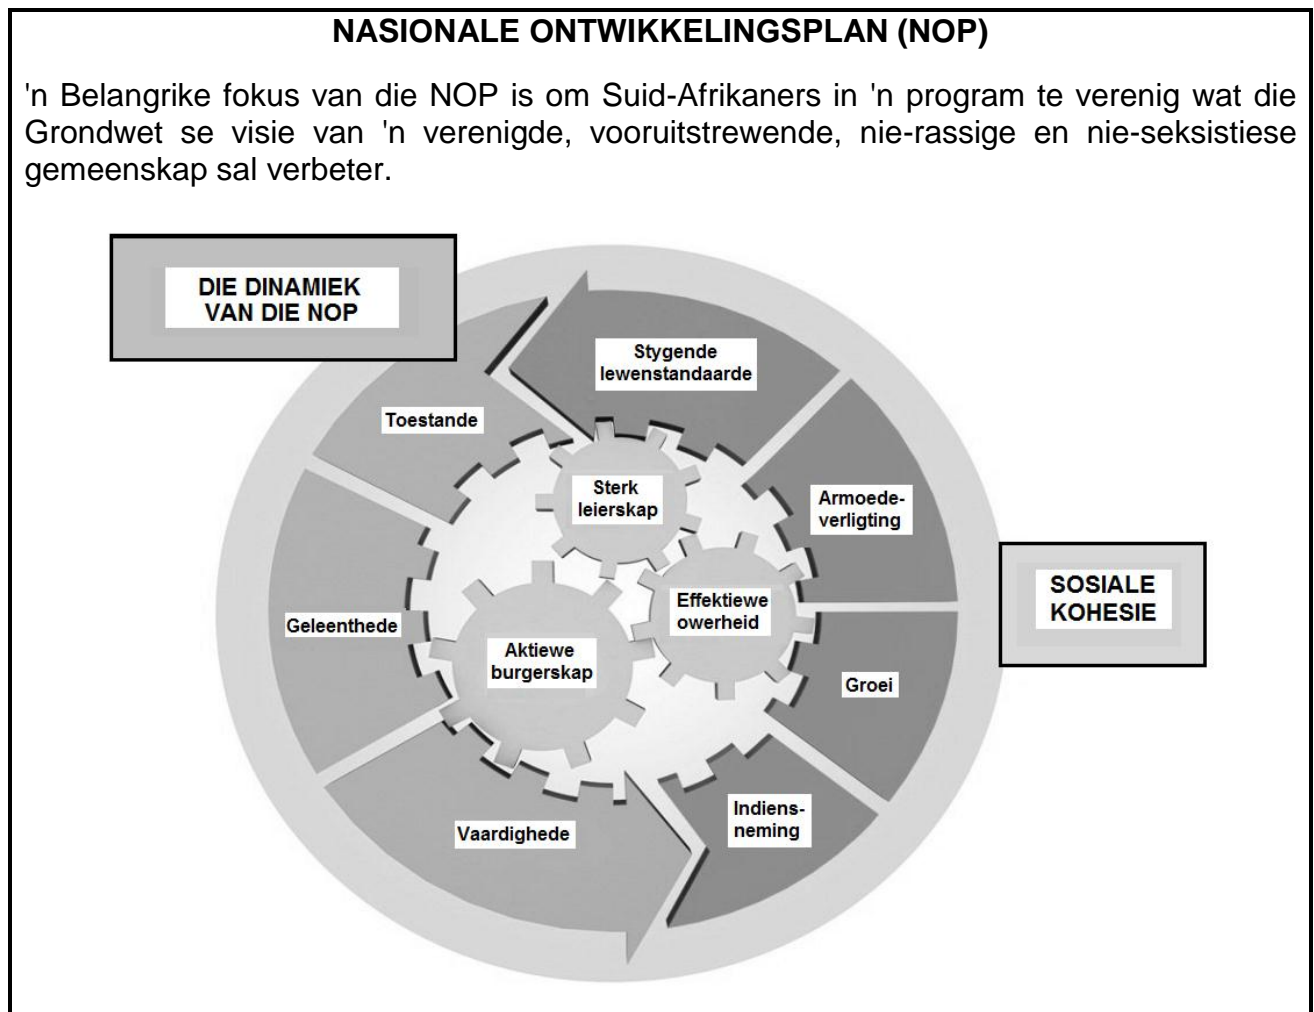 NASIONALE ONTWIKKELINGSPLAN (NOP)
'n Belangrike fokus van die NOP is om Suid-Afrikaners in 'n program te verenig wat die
Grondwet se visie van 'n verenigde, vooruitstrewende, nie-rassige en nie-seksistiese
gemeenskap sal verbeter.
DIE DINAMIEK
VAN DIE NOP
Stygende
lewenstandaarde
Toestande
Sterk
leierskap
Armoede-
verligting
SOSIALE
KOHESIE
Geleenthede
Effektiewe
owerheid
Aktiewe
burgerskap
Groei
Indiens-
neming
Vaardighede